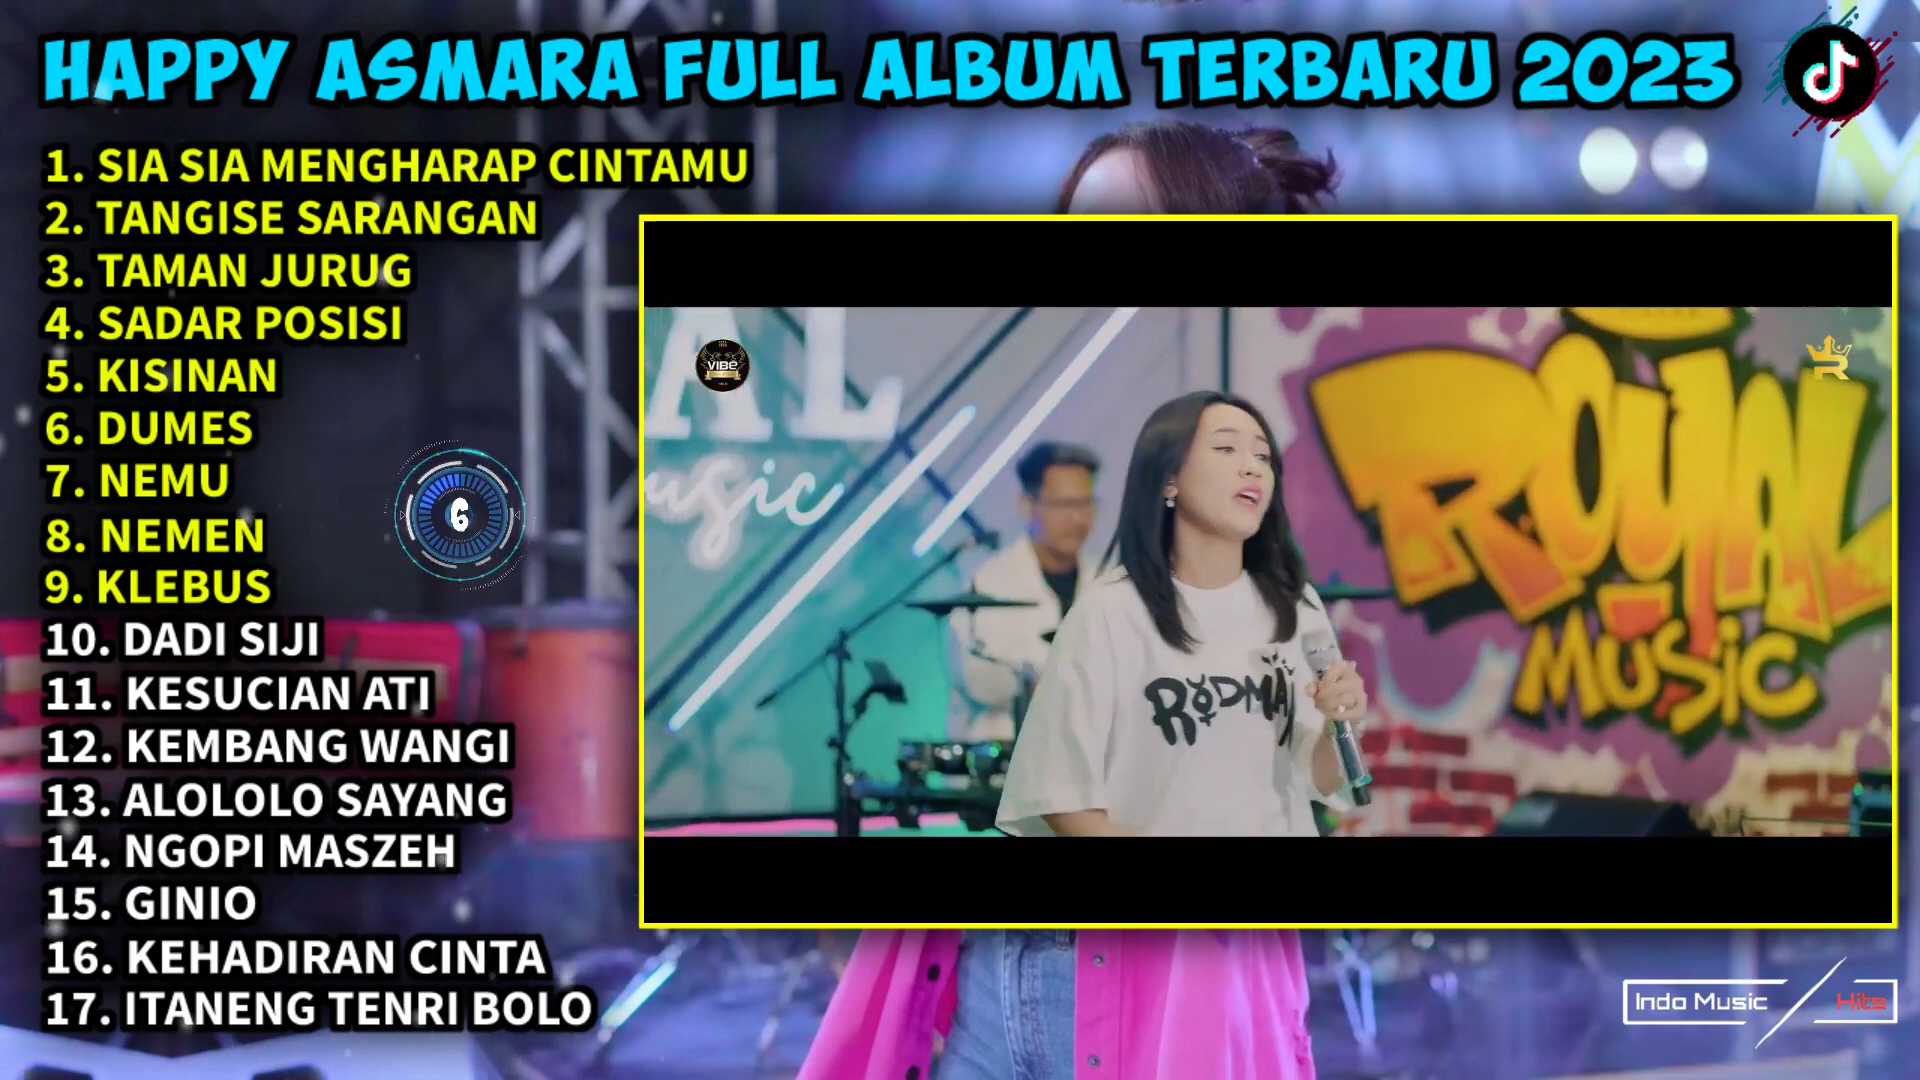 HAPPY ASMARA FULL ALBUM TERBARU 2023
1. SIA SIA MENGHARAP CINTAMU
2. TANGISE SARANGAN
3. TAMAN JURUG
4. SADAR POSISI
5. KISINAN
6. DUMES
7. NEMU
8. NEMEN
9. KLEBUS
10. DADI SIJI
11. KESUCIAN ATI
12. KEMBANG WANGI
13. ALOLOLO SAYANG
14. NGOPI MASZEH
15. GINIO
16. KEHADIRAN CINTA
17. ITANENG TENRI BOLO
6
VIBE
AL
usic
ROYAL
MUSIC
R
RODMA
Indo Music Hits